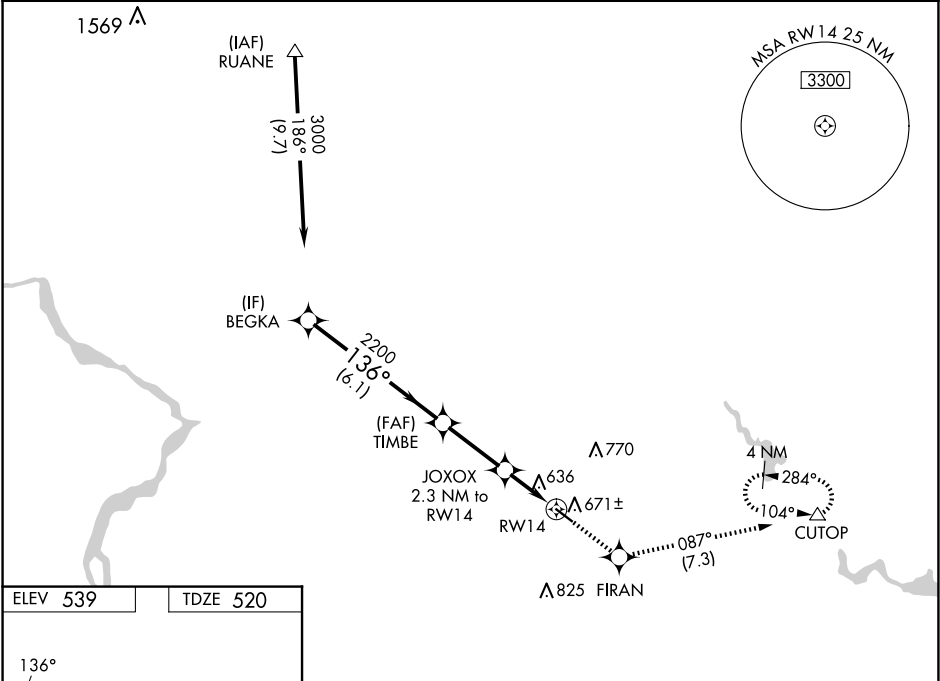 1569
(IAF)
RUANE
MSA RW14 25 NM
3300
3000
186°
(9.7)
(IF)
BEGKA
2200
136°
(6.1)
(FAF)
TIMBE
770
4 NM
JOXOX
2.3 NM to
RW14
636
284°
671±
104°
RW14
CUTOP
087°
(7.3)
825
FIRAN
ELEV 539
TDZE 520
136°